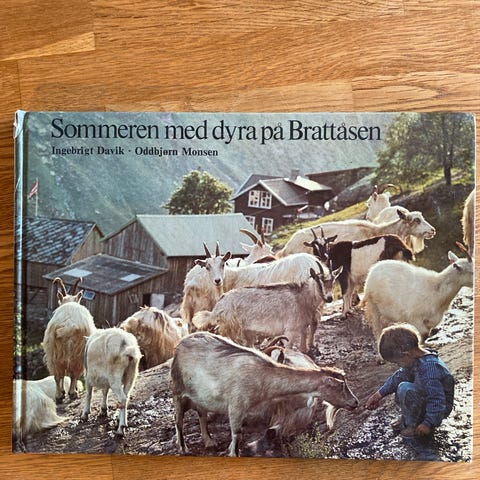 Sommeren med dyra på Brattåsen
Ingebrigt Davik · Oddbjørn Monsen